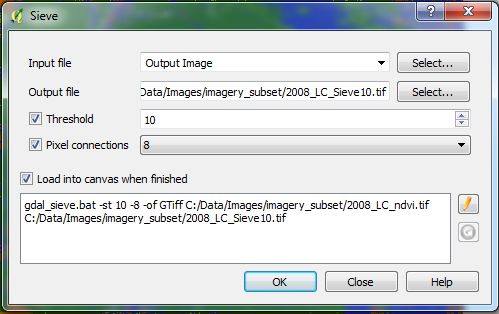 Sieve
Input file Output Image Select...
Output file Data/Images/imagery_subset/2008_LC_Sieve10.tif Select...
Threshold 10
Pixel connections 8
Load into canvas when finished
gdal_sieve.bat -st 10 -8 -of GTiff C:/Data/Images/imagery_subset/2008_LC_ndvi.tif
C:/Data/Images/imagery_subset/2008_LC_Sieve10.tif
OK Close Help